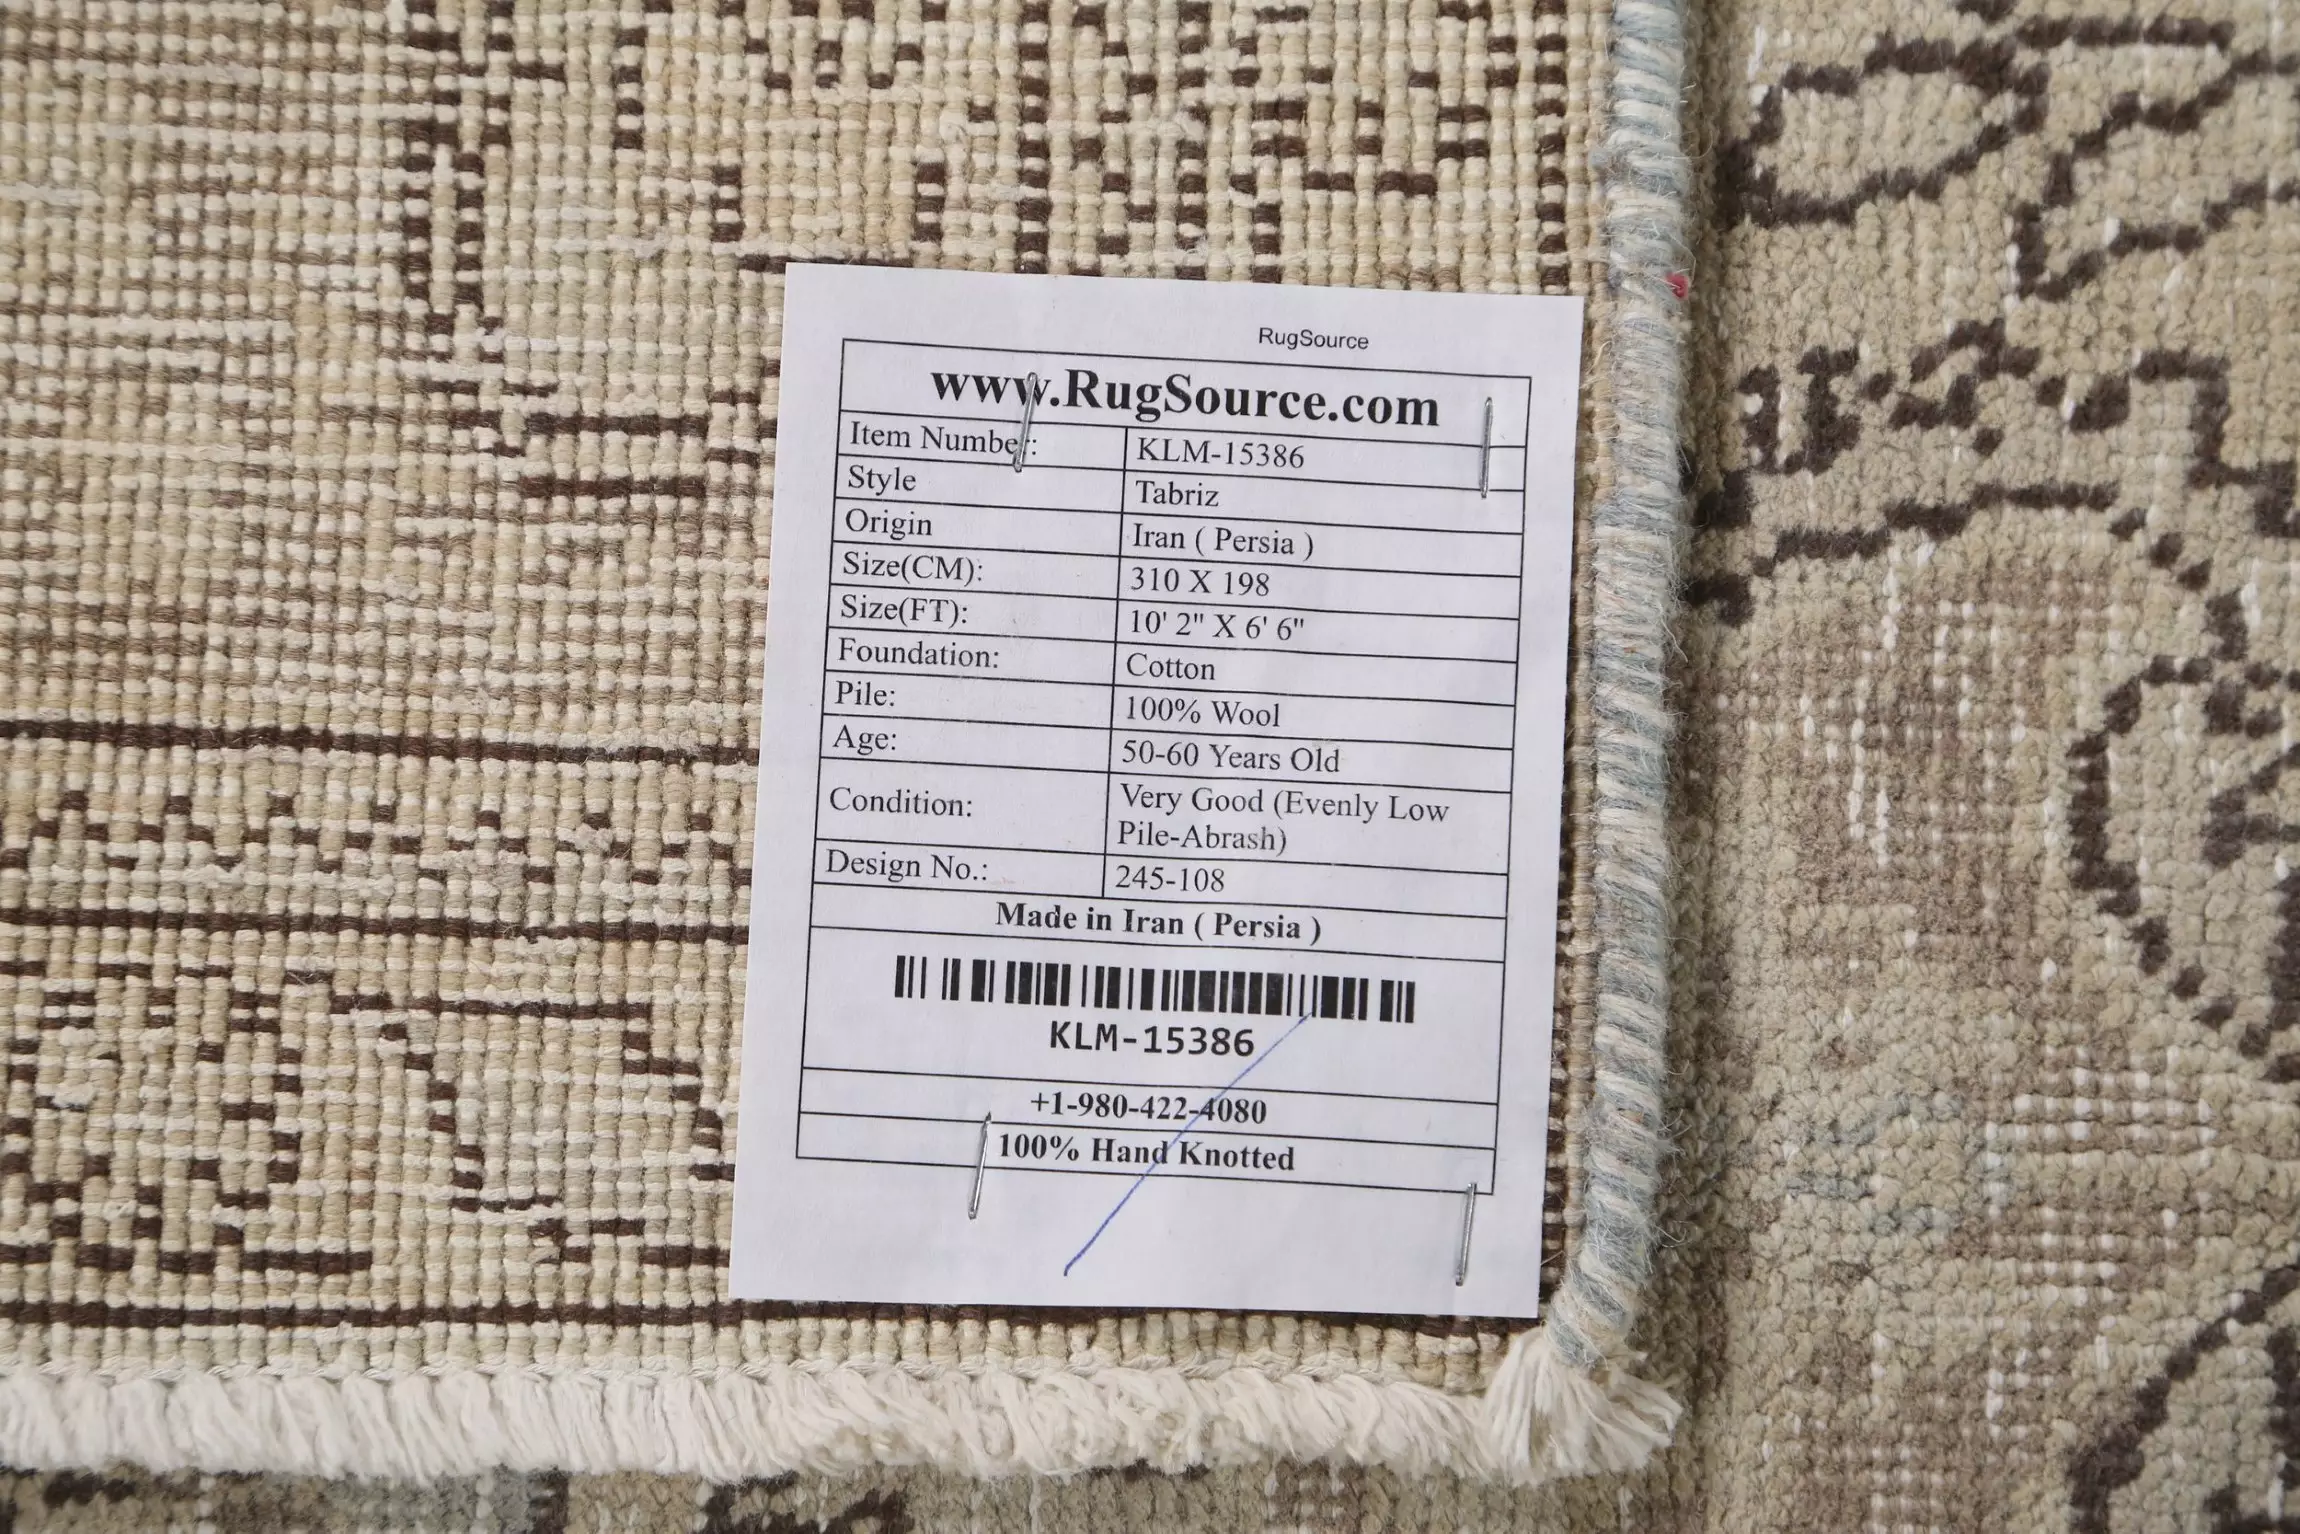 RugSource
www.RugSource.com
Item Number: KLM-15386
Style Tabriz
Origin Iran ( Persia )
Size(CM): 310 X 198
Size(FT): 10' 2" X 6' 6"
Foundation: Cotton
Pile: 100% Wool
Age: 50-60 Years Old
Condition: Very Good (Evenly Low
Pile-Abrash)
Design No.: 245-108
Made in Iran ( Persia )
KLM-15386
+1-980-422-4080
100% Hand Knotted